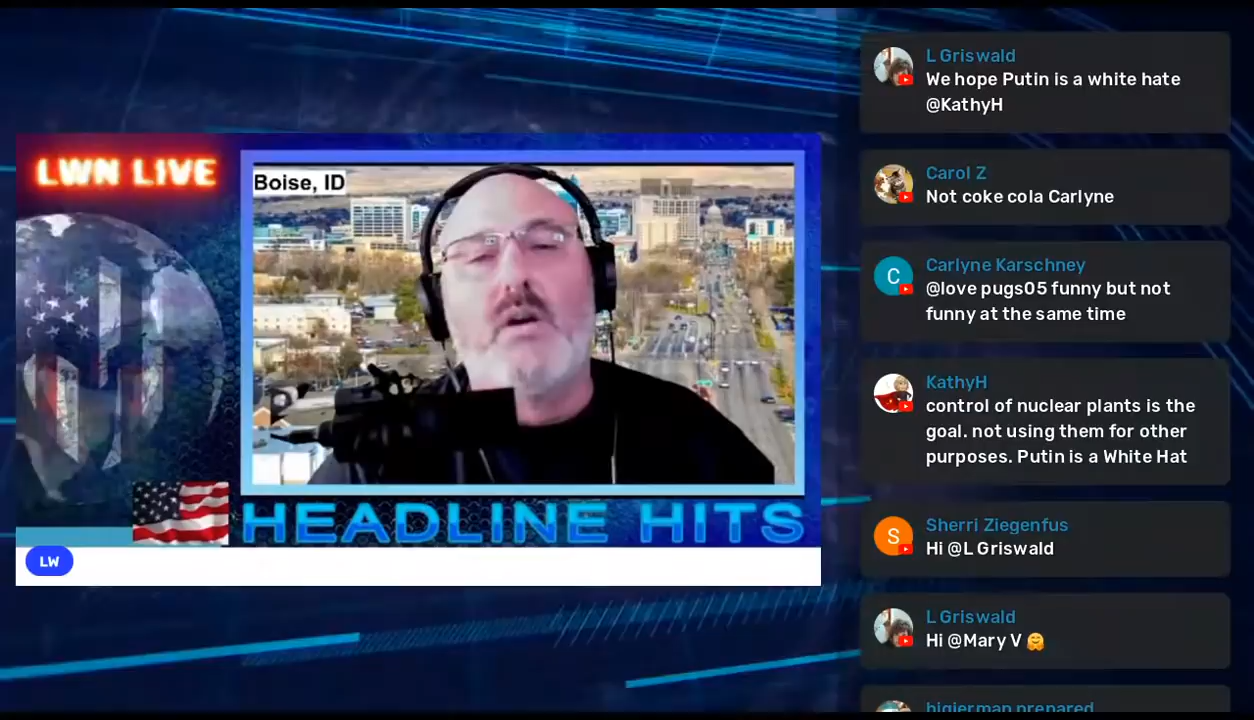 LWN LIVE
Boise, ID
HEADLINE HITS
LW
L Griswald
We hope Putin is a white hate
@KathyH
Carol Z
Not coke cola Carlyne
C
Carlyne Karschney
@love pugs05 funny but not
funny at the same time
KathyH
control of nuclear plants is the
goal. not using them for other
purposes. Putin is a White Hat
S
Sherri Ziegenfus
Hi @L Griswald
L Griswald
Hi @Mary V 🤗
higierman prepared